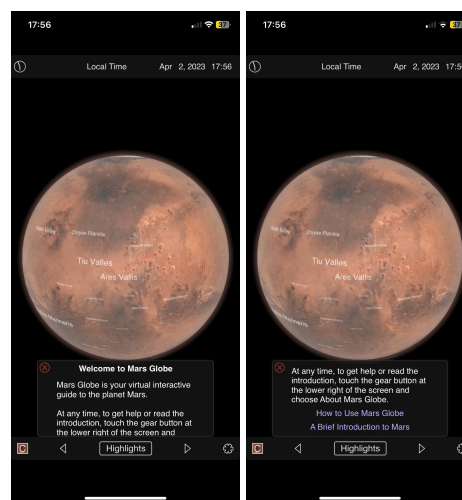 17:56
37
Local Time Apr 2, 2023 17:56
Chryse Planitia
Tiu Valles
Ares Vallis
Welcome to Mars Globe
Mars Globe is your virtual interactive
guide to the planet Mars.
At any time, to get help or read the
introduction, touch the gear button at
the lower right of the screen and
C
Highlights
17:56
37
Local Time Apr 2, 2023 17:56
Chryse Planitia
Tiu Valles
Ares Vallis
At any time, to get help or read the
introduction, touch the gear button at
the lower right of the screen and
choose About Mars Globe.
How to Use Mars Globe
A Brief Introduction to Mars
C
Highlights